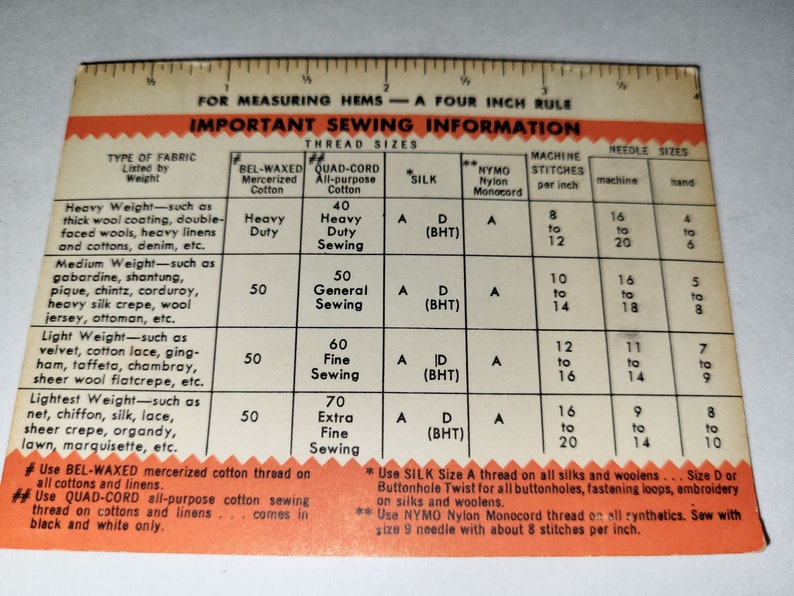 ½ 1 ½ 2 ½ 3 ½ 4
FOR MEASURING HEMS — A FOUR INCH RULE
IMPORTANT SEWING INFORMATION
THREAD SIZES
TYPE OF FABRIC
Listed by
Weight
# BEL-WAXED
Mercerized
Cotton
## QUAD-CORD
All-purpose
Cotton
*SILK
**NYMO
Nylon
Monocord
MACHINE
STITCHES
per inch
NEEDLE SIZES
machine hand
Heavy Weight—such as
thick wool coating, double-
faced wools, heavy linens
and cottons, denim, etc.
Heavy
Duty
40
Heavy
Duty
Sewing
A D
(BHT)
A
8
to
12
16
to
20
4
to
6
Medium Weight—such as
gabardine, shantung,
pique, chintz, corduroy,
heavy silk crepe, wool
jersey, ottoman, etc.
50
50
General
Sewing
A D
(BHT)
A
10
to
14
16
to
18
5
to
8
Light Weight—such as
velvet, cotton lace, ging-
ham, taffeta, chambray,
sheer wool flatcrepe, etc.
50
60
Fine
Sewing
A D
(BHT)
A
12
to
16
11
to
14
7
to
9
Lightest Weight—such as
net, chiffon, silk, lace,
sheer crepe, organdy,
lawn, marquisette, etc.
50
70
Extra
Fine
Sewing
A D
(BHT)
A
16
to
20
9
to
14
8
to
10
# Use BEL-WAXED mercerized cotton thread on
all cottons and linens.
## Use QUAD-CORD all-purpose cotton sewing
thread on cottons and linens . . . comes in
black and white only.
* Use SILK Size A thread on all silks and woolens . . . Size D or
Buttonhole Twist for all buttonholes, fastening loops, embroidery
on silks and woolens.
** Use NYMO Nylon Monocord thread on all synthetics. Sew with
size 9 needle with about 8 stitches per inch.